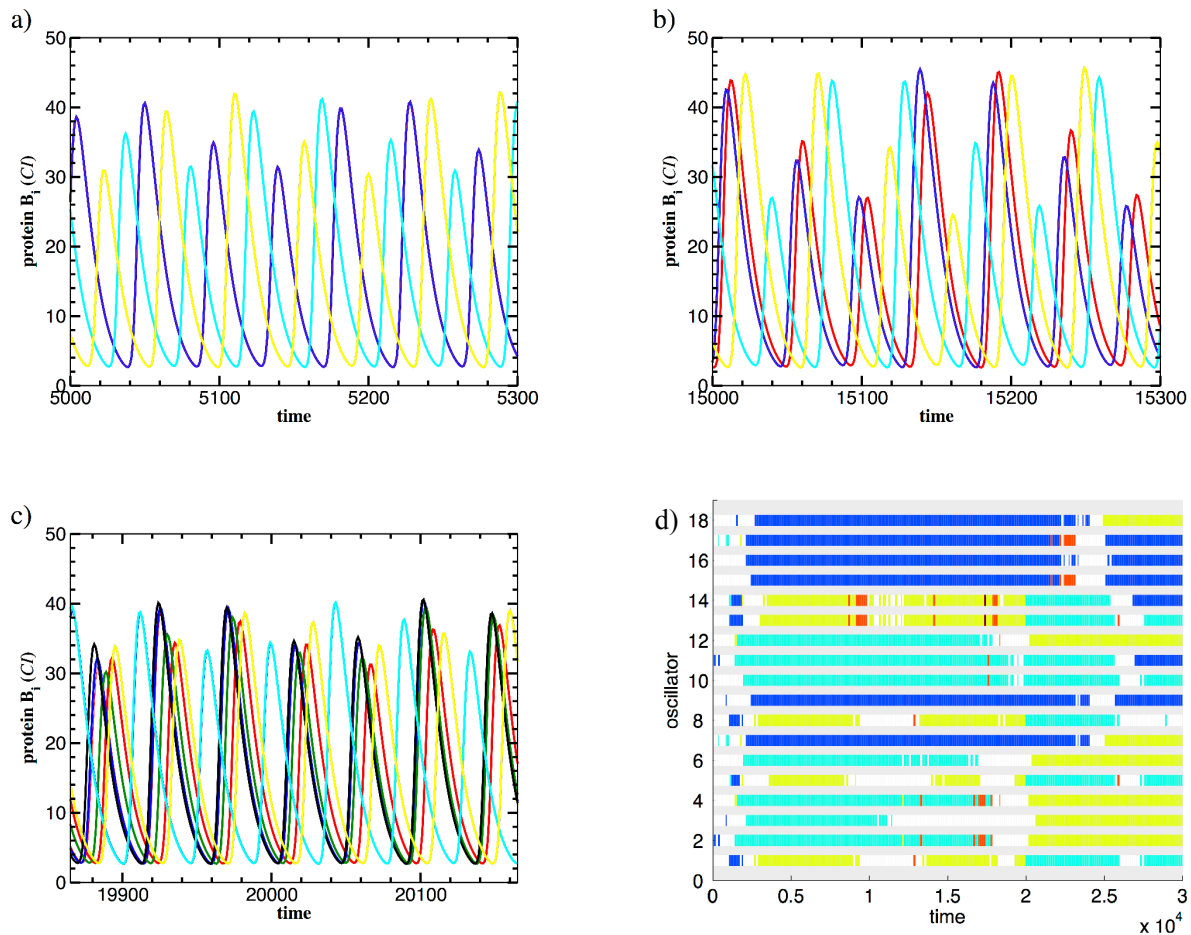 a)
50
40
30
20
10
0
protein B_i (CI)
5000 5100 5200 5300
time
b)
50
40
30
20
10
0
protein B_i (CI)
15000 15100 15200 15300
time
c)
50
40
30
20
10
0
protein B_i (CI)
19900 20000 20100
time
d)
18
16
14
12
10
8
6
4
2
0
oscillator
0 0.5 1 1.5 2 2.5 3
time
x 10^4